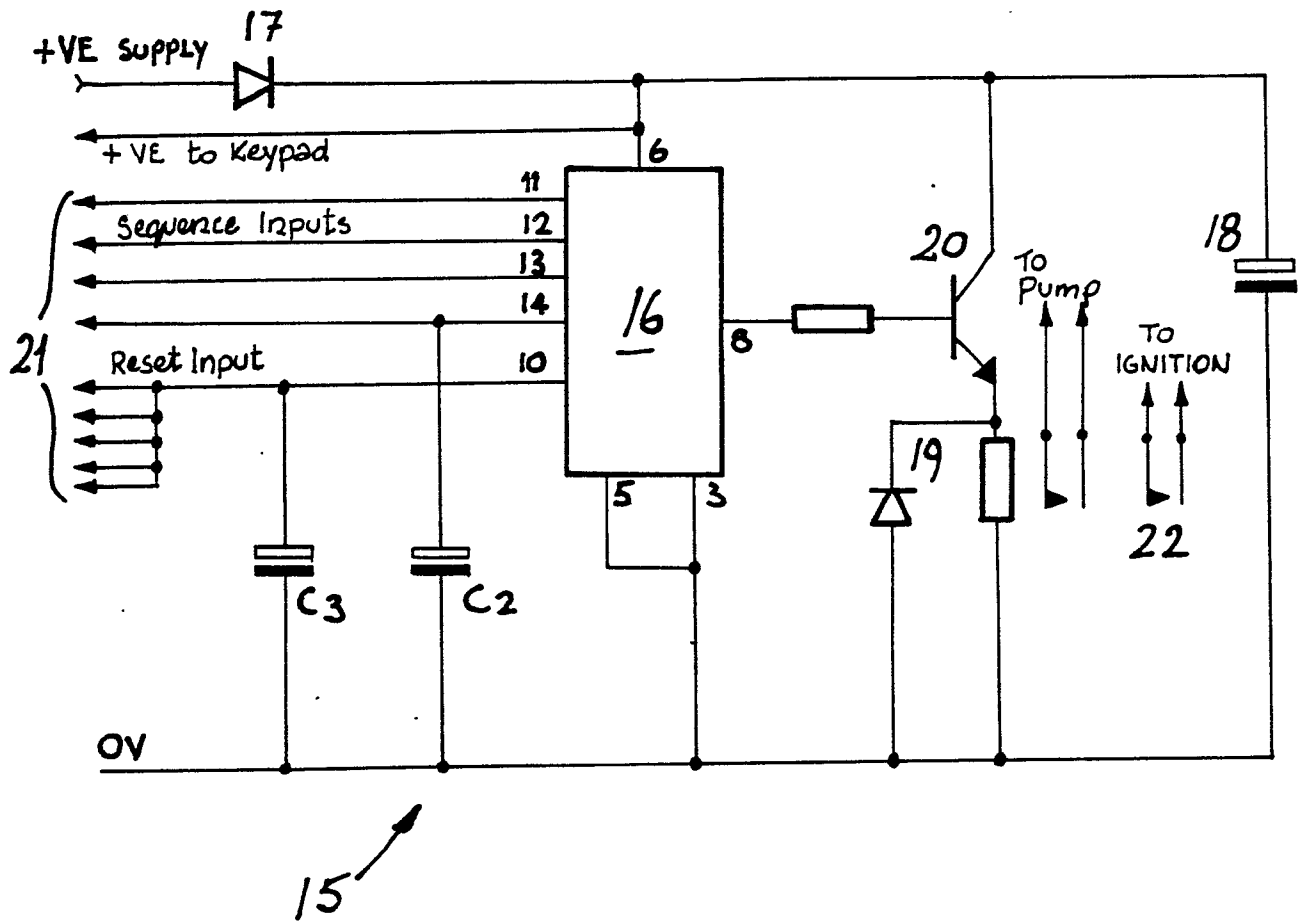 17
+VE SUPPLY
+VE to Keypad
6
11
Sequence Inputs
12
13
14
21
Reset Input
10
16
8
20
TO
Pump
18
TO
IGNITION
19
5
3
22
C3
C2
0V
15